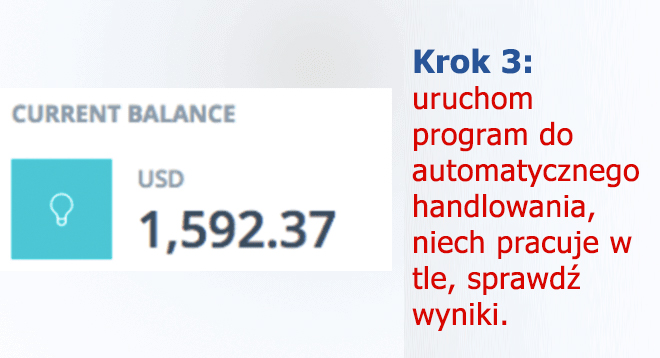 CURRENT BALANCE
USD
1,592.37
Krok 3:
uruchom
program do
automatycznego
handlowania,
niech pracuje w
tle, sprawdź
wyniki.